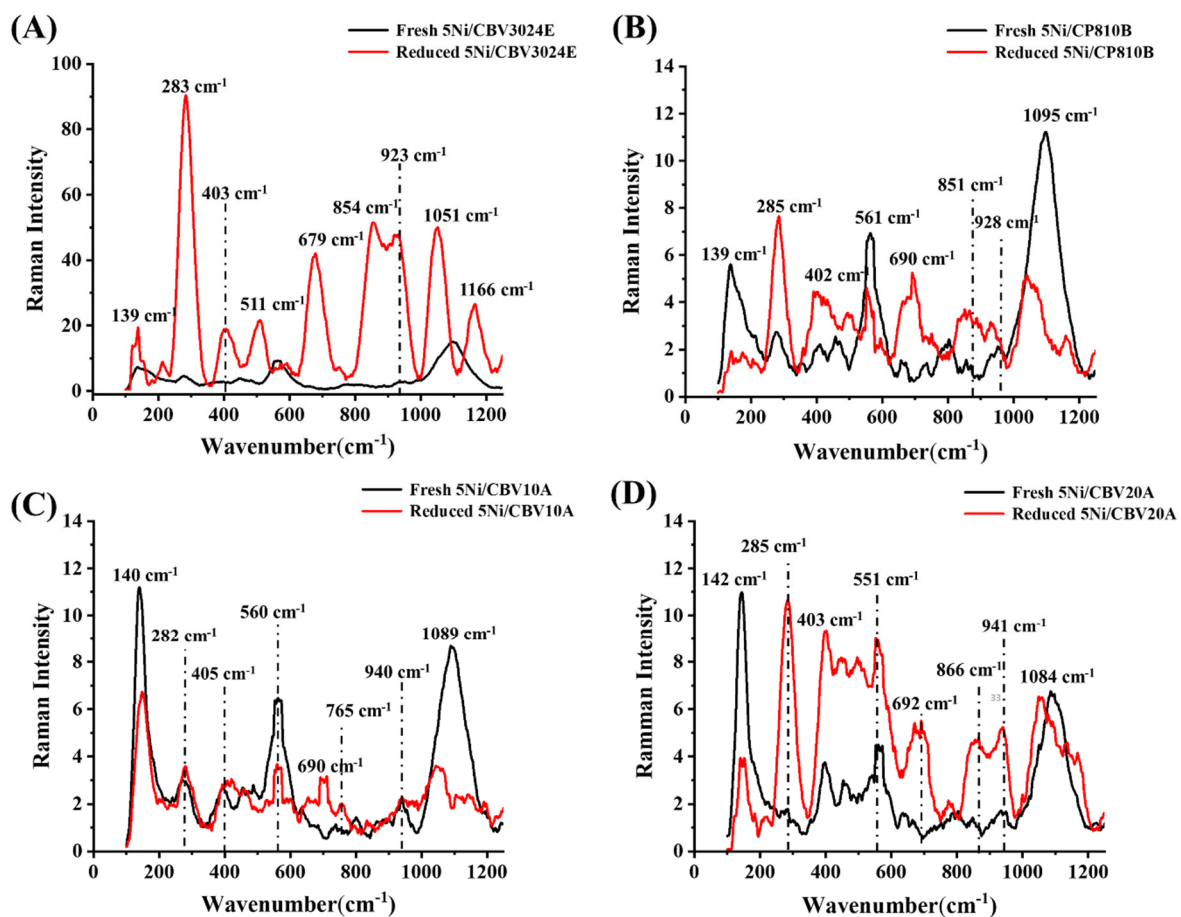 (A)
Fresh 5Ni/CBV3024E
Reduced 5Ni/CBV3024E
100
80
60
40
20
0
Raman Intensity
283 cm-1
403 cm-1
923 cm-1
139 cm-1
511 cm-1
679 cm-1
854 cm-1
1051 cm-1
1166 cm-1
0 200 400 600 800 1000 1200
Wavenumber(cm-1)
(B)
Fresh 5Ni/CP810B
Reduced 5Ni/CP810B
14
12
10
8
6
4
2
0
Raman Intensity
1095 cm-1
851 cm-1
285 cm-1
561 cm-1
928 cm-1
139 cm-1
402 cm-1
690 cm-1
0 200 400 600 800 1000 1200
Wavenumber(cm-1)
(C)
Fresh 5Ni/CBV10A
Reduced 5Ni/CBV10A
14
12
10
8
6
4
2
0
Raman Intensity
140 cm-1
560 cm-1
282 cm-1
1089 cm-1
405 cm-1
940 cm-1
765 cm-1
690 cm-1
0 200 400 600 800 1000 1200
Wavenumber(cm-1)
(D)
Fresh 5Ni/CBV20A
Reduced 5Ni/CBV20A
14
12
10
8
6
4
2
0
Ramman Intensity
285 cm-1
142 cm-1
551 cm-1
403 cm-1
941 cm-1
866 cm-1
1084 cm-1
692 cm-1
33
0 200 400 600 800 1000 1200
Wavenumber(cm-1)